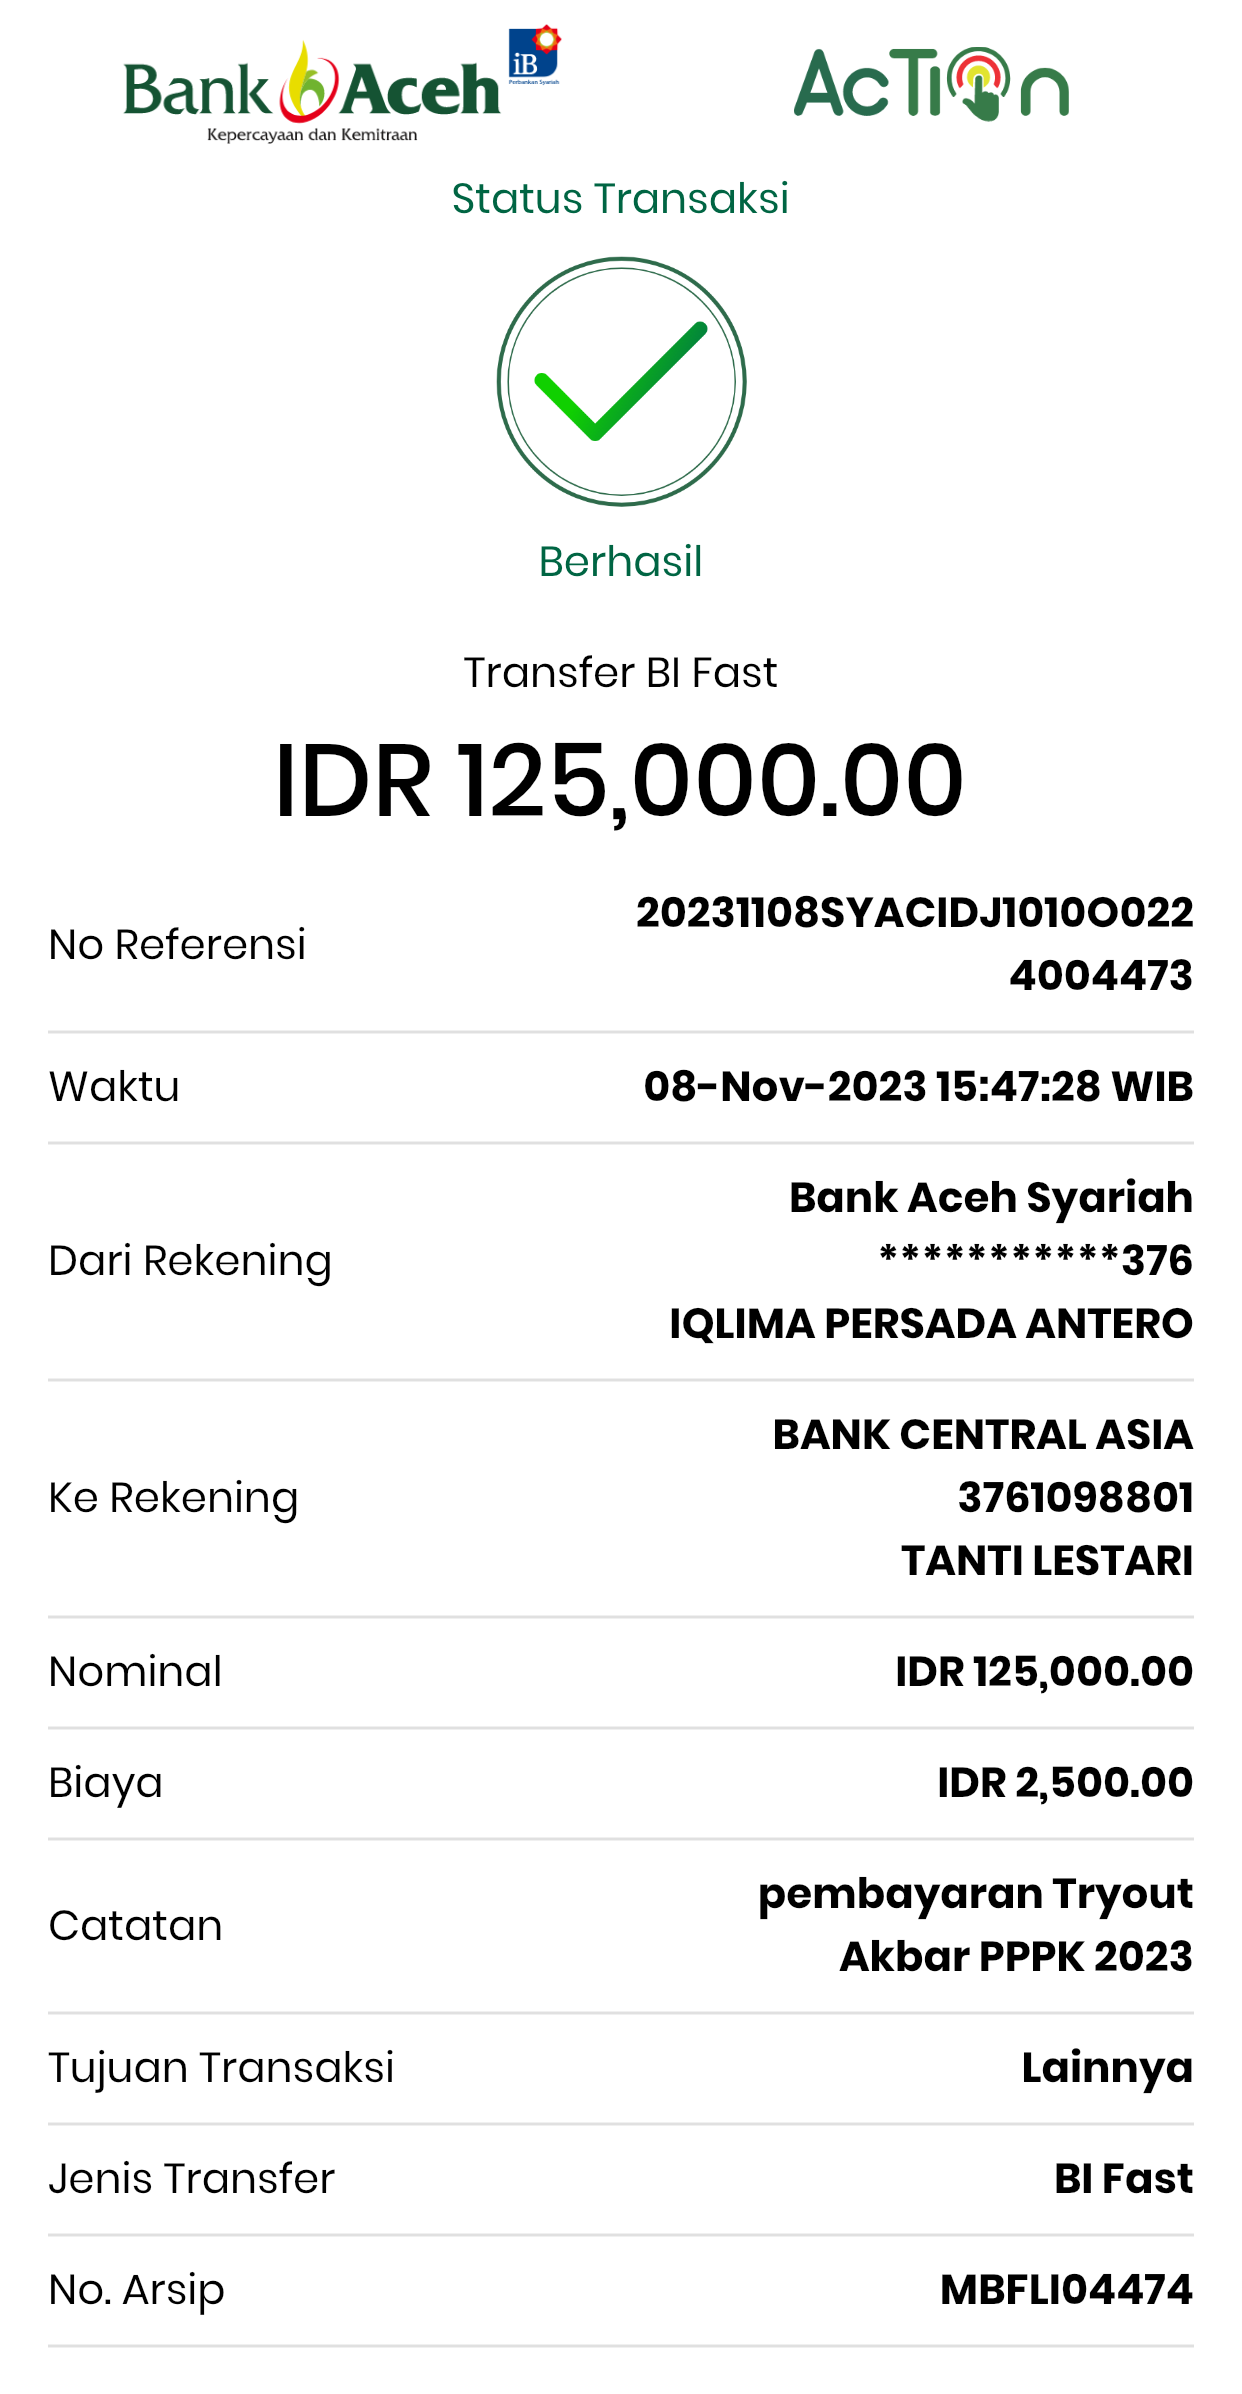 Bank Aceh
iB
Perbankan Syariah
Kepercayaan dan Kemitraan
AcTiOn
Status Transaksi
Berhasil
Transfer BI Fast
IDR 125,000.00
No Referensi
20231108SYACIDJ1010O022
4004473
Waktu
08-Nov-2023 15:47:28 WIB
Dari Rekening
Bank Aceh Syariah
***********376
IQLIMA PERSADA ANTERO
Ke Rekening
BANK CENTRAL ASIA
3761098801
TANTI LESTARI
Nominal
IDR 125,000.00
Biaya
IDR 2,500.00
Catatan
pembayaran Tryout
Akbar PPPK 2023
Tujuan Transaksi
Lainnya
Jenis Transfer
BI Fast
No. Arsip
MBFLI04474